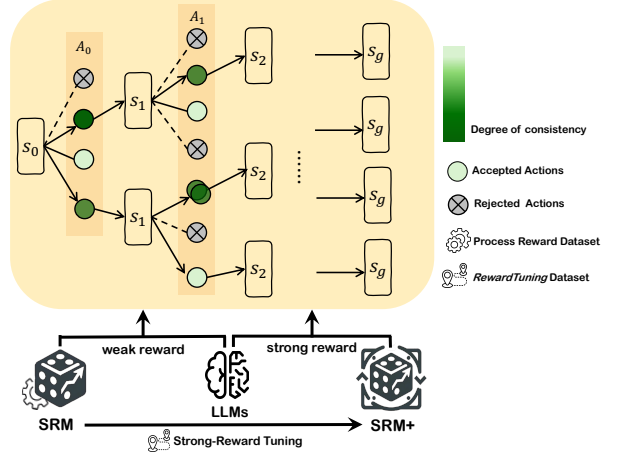 A₁
A₀
S₂
S_g
S₁
S_g
S₀
S₂
S_g
S₁
S₂
S_g
Degree of consistency
Accepted Actions
Rejected Actions
Process Reward Dataset
RewardTuning Dataset
weak reward
strong reward
SRM
LLMs
SRM+
Strong-Reward Tuning